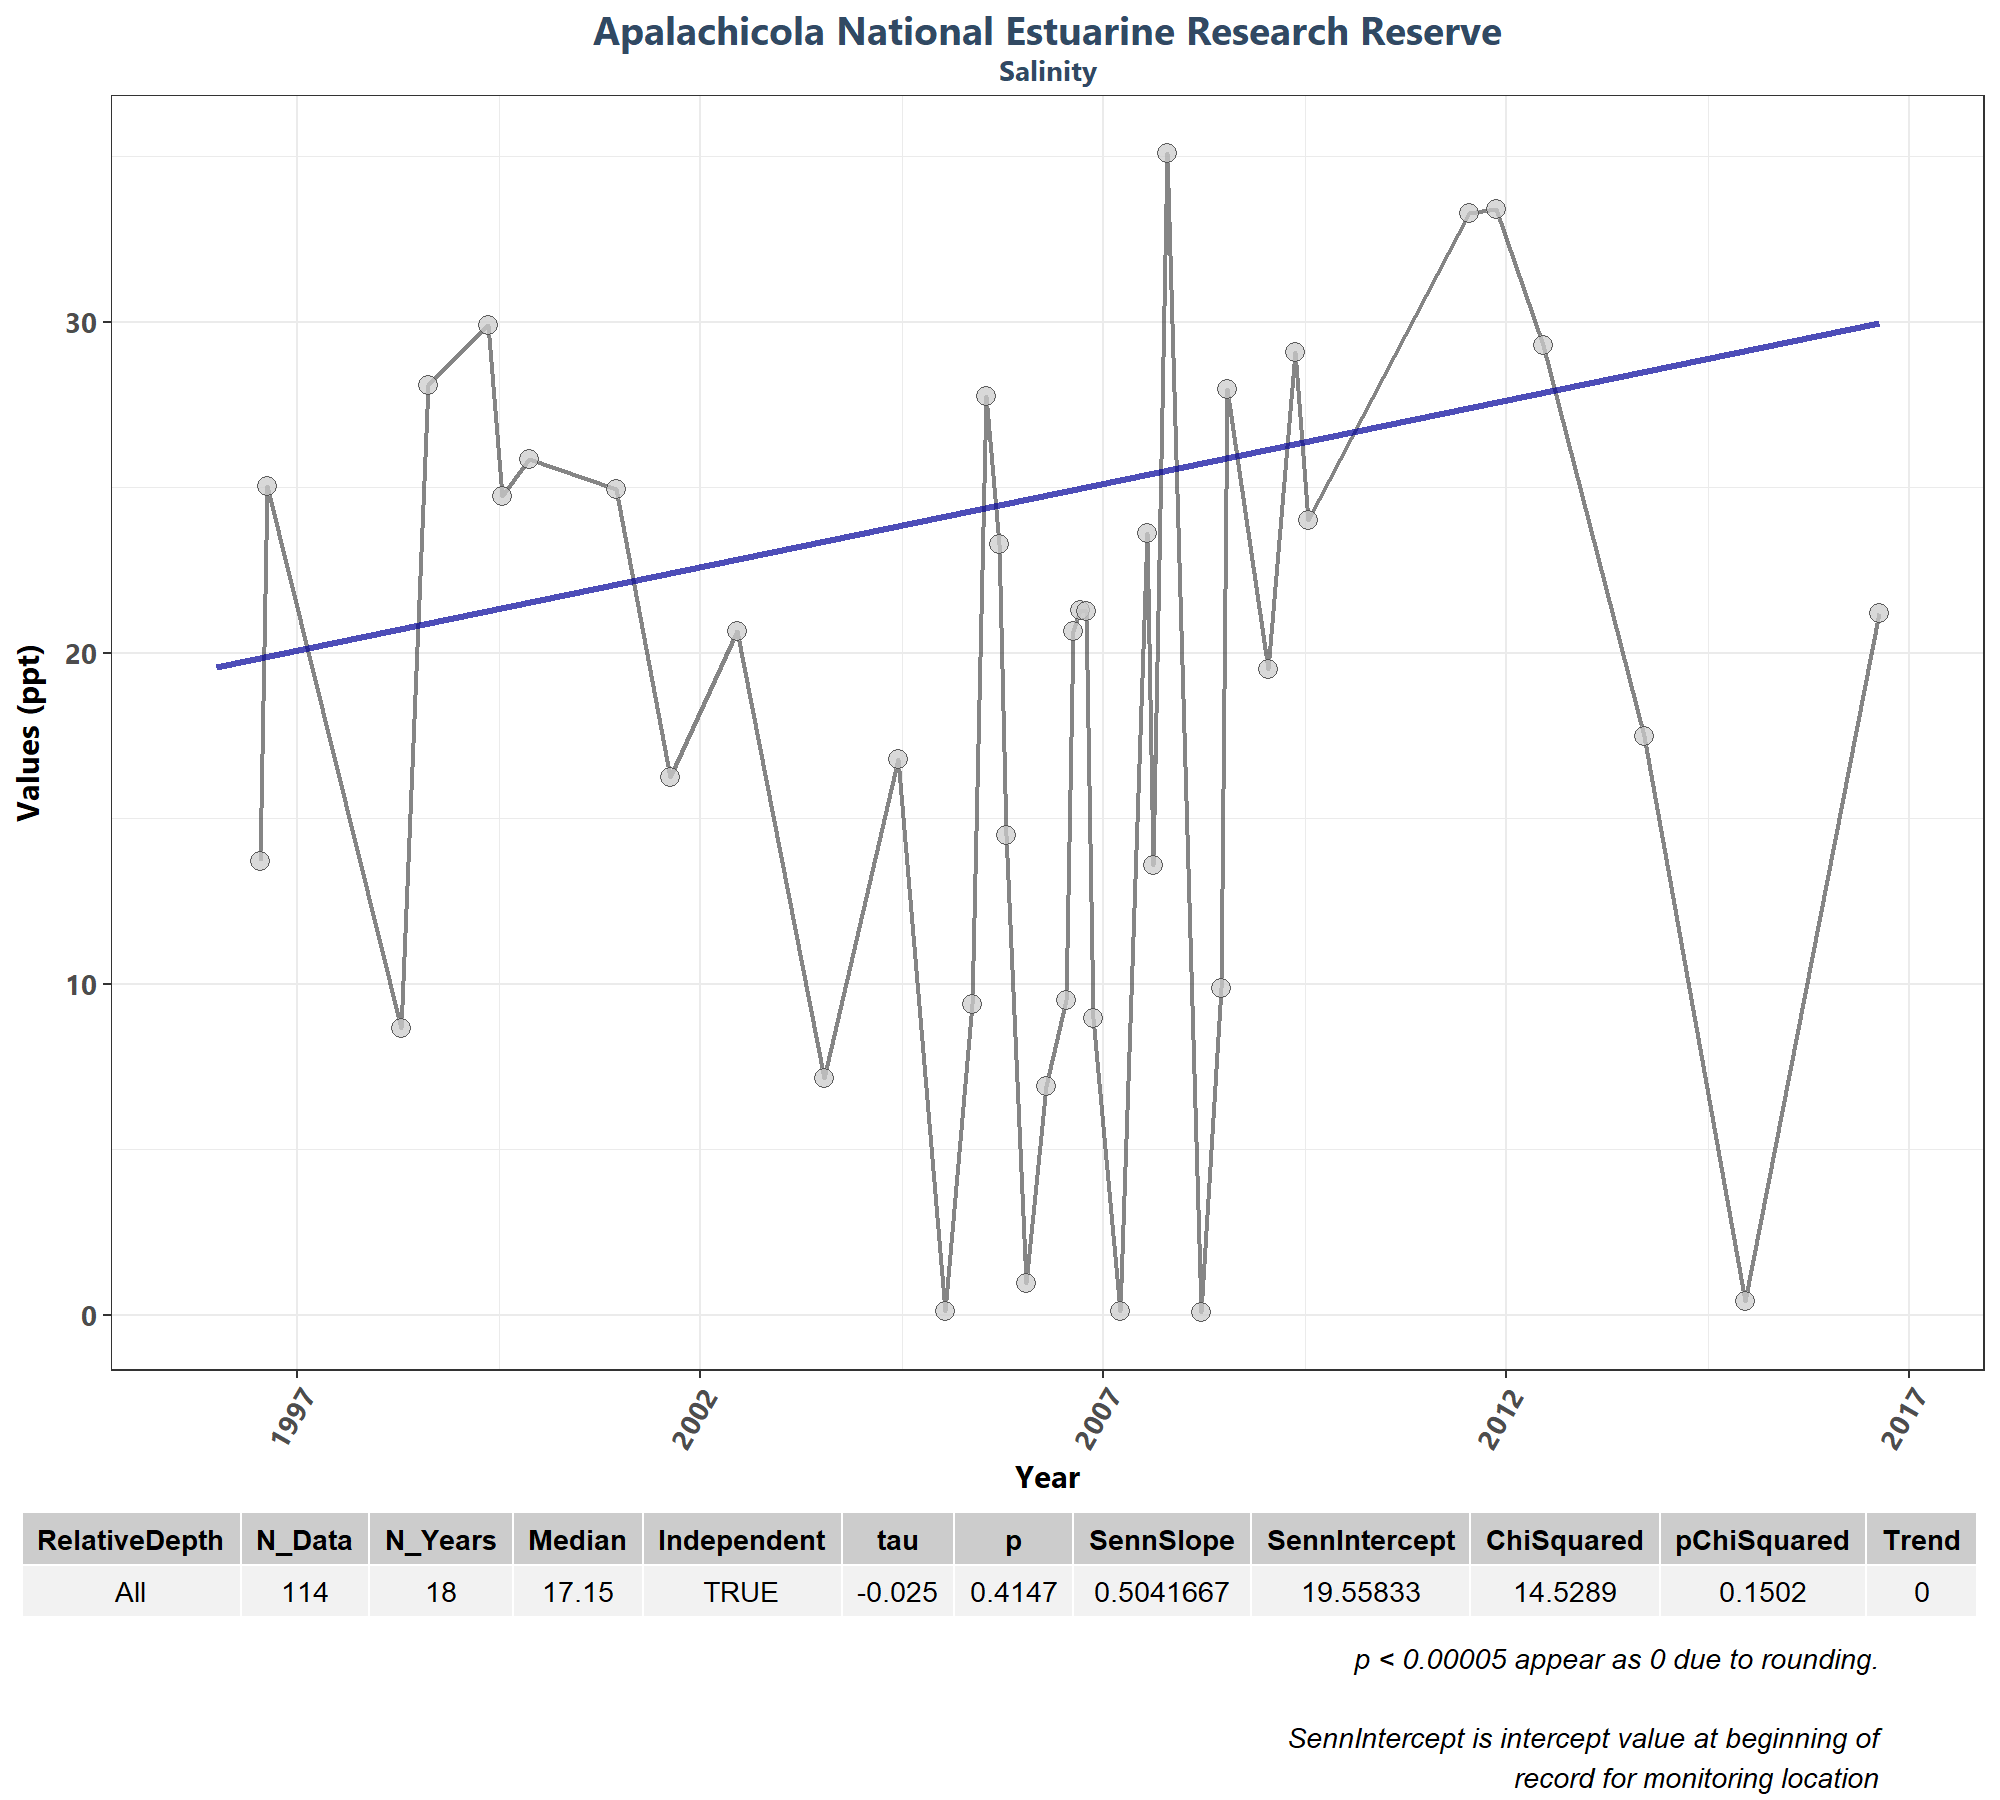 Apalachicola National Estuarine Research Reserve
Salinity
Values (ppt)
30
20
10
0
1997
2002
2007
2012
2017
Year
RelativeDepth N_Data N_Years Median Independent tau p SennSlope SennIntercept ChiSquared pChiSquared Trend
All 114 18 17.15 TRUE -0.025 0.4147 0.5041667 19.55833 14.5289 0.1502 0
p < 0.00005 appear as 0 due to rounding.
SennIntercept is intercept value at beginning of
record for monitoring location